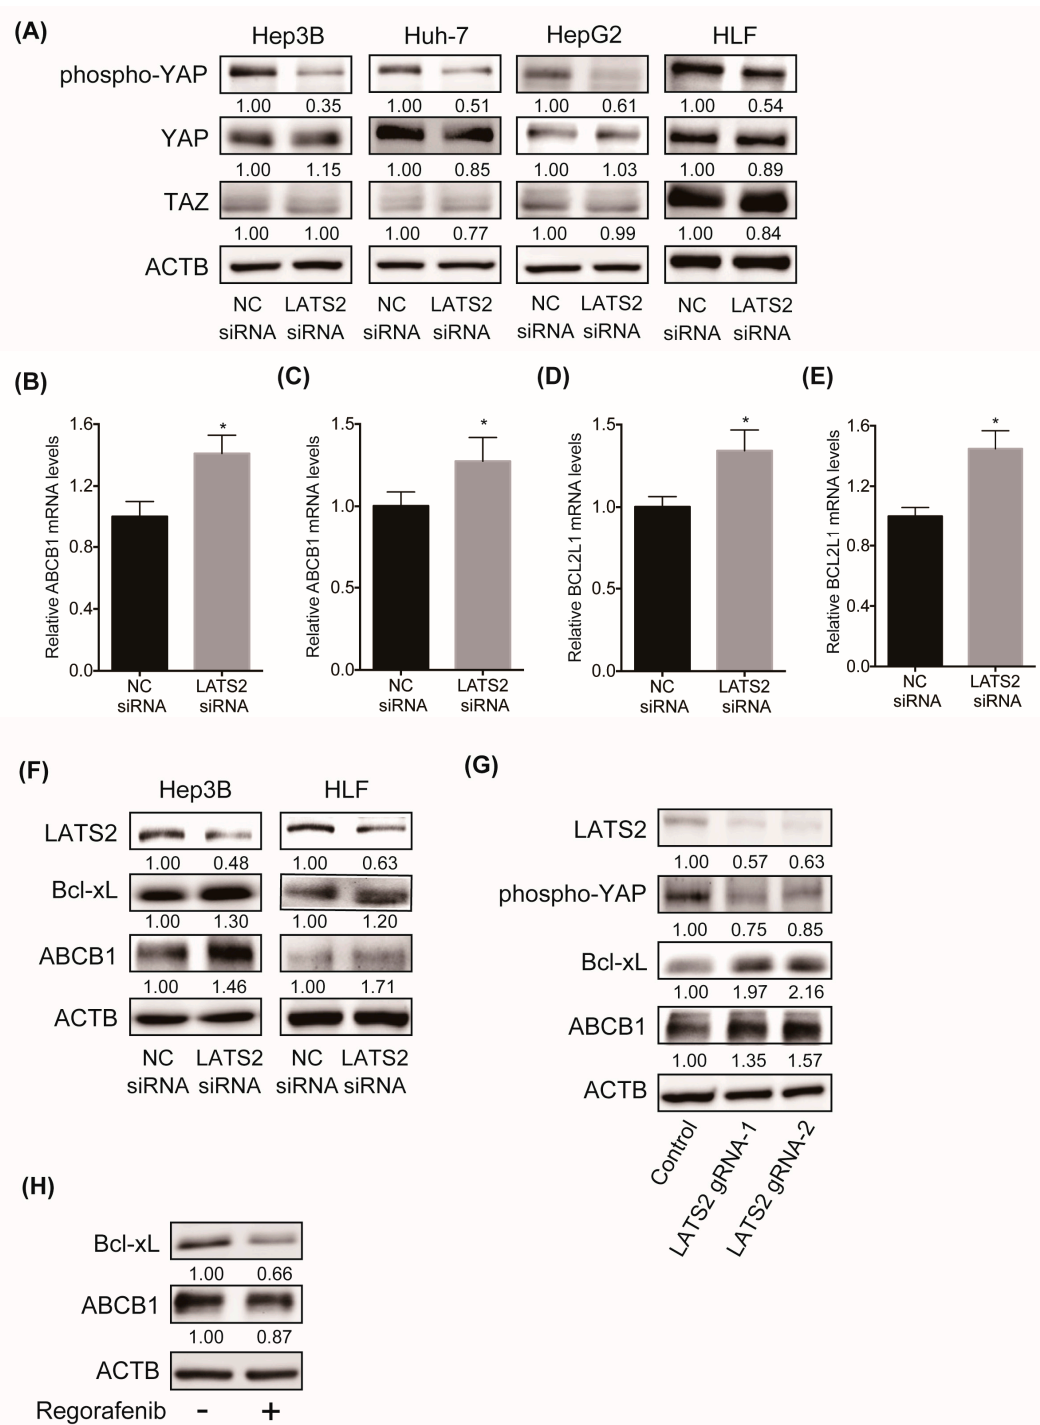 (A)
Hep3B Huh-7 HepG2 HLF
phospho-YAP
1.00 0.35 1.00 0.51 1.00 0.61 1.00 0.54
YAP
1.00 1.15 1.00 0.85 1.00 1.03 1.00 0.89
TAZ
1.00 1.00 1.00 0.77 1.00 0.99 1.00 0.84
ACTB
NC LATS2 NC LATS2 NC LATS2 NC LATS2
siRNA siRNA siRNA siRNA siRNA siRNA siRNA siRNA
(B)
Relative ABCB1 mRNA levels
1.6
1.2
0.8
0.4
0.0
*
NC LATS2
siRNA siRNA
(C)
Relative ABCB1 mRNA levels
1.5
1.0
0.5
0.0
*
NC LATS2
siRNA siRNA
(D)
Relative BCL2L1 mRNA levels
1.5
1.0
0.5
0.0
*
NC LATS2
siRNA siRNA
(E)
Relative BCL2L1 mRNA levels
1.6
1.2
0.8
0.4
0.0
*
NC LATS2
siRNA siRNA
(F)
Hep3B HLF
LATS2
1.00 0.48 1.00 0.63
Bcl-xL
1.00 1.30 1.00 1.20
ABCB1
1.00 1.46 1.00 1.71
ACTB
NC LATS2 NC LATS2
siRNA siRNA siRNA siRNA
(G)
LATS2
1.00 0.57 0.63
phospho-YAP
1.00 0.75 0.85
Bcl-xL
1.00 1.97 2.16
ABCB1
1.00 1.35 1.57
ACTB
Control
LATS2 gRNA-1
LATS2 gRNA-2
(H)
Bcl-xL
1.00 0.66
ABCB1
1.00 0.87
ACTB
Regorafenib - +